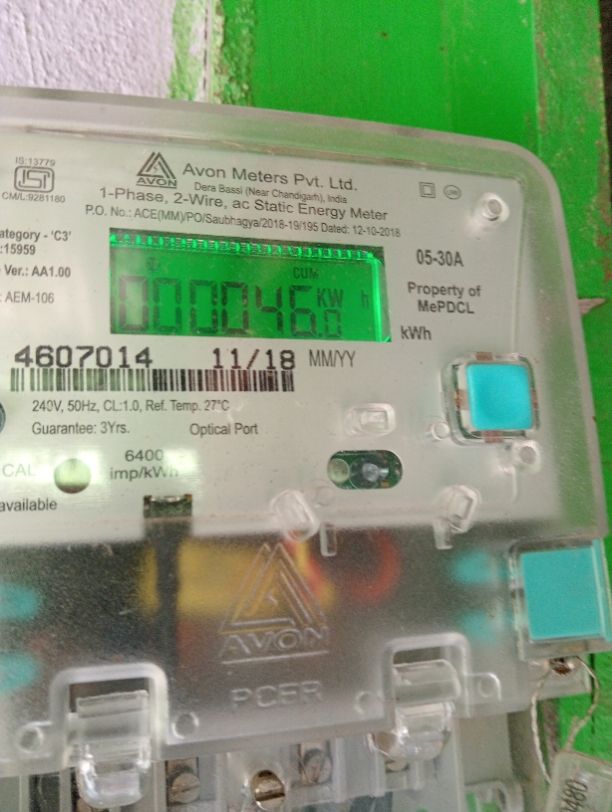 IS:13779
ISI
CM/L:9281180
AVON
Avon Meters Pvt. Ltd.
Dera Bassi (Near Chandigarh), India
1-Phase, 2-Wire, ac Static Energy Meter
P.O. No.: ACE(MM)/PO/Saubhagya/2018-19/195 Dated: 12-10-2018
ategory - 'C3'
:15959
Ver.: AA1.00
: AEM-106
CUM
000046.0 KW h
05-30A
Property of
MePDCL
kWh
4607014 11/18 MM/YY
240V, 50Hz, CL:1.0, Ref. Temp. 27°C
Guarantee: 3Yrs.
Optical Port
CAL
6400
imp/kWh
available
AVON